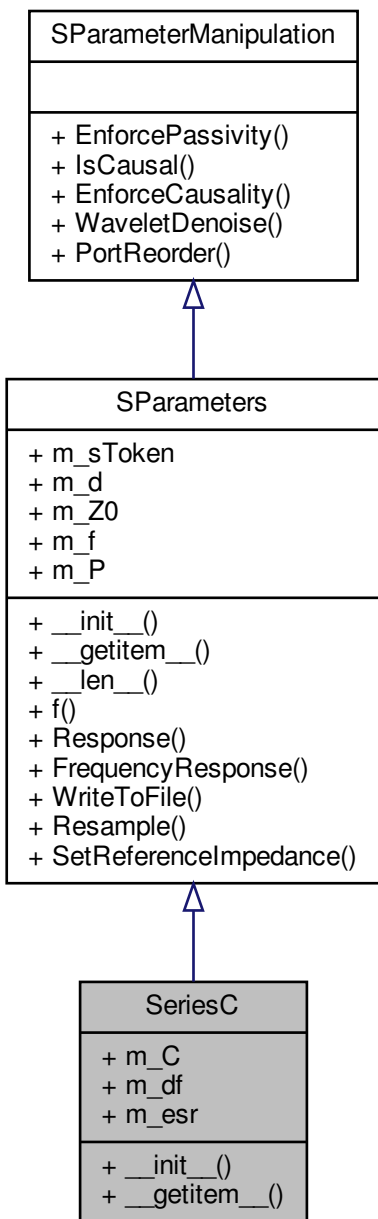 SParameterManipulation
+ EnforcePassivity()
+ IsCausal()
+ EnforceCausality()
+ WaveletDenoise()
+ PortReorder()
SParameters
+ m_sToken
+ m_d
+ m_Z0
+ m_f
+ m_P
+ __init__()
+ __getitem__()
+ __len__()
+ f()
+ Response()
+ FrequencyResponse()
+ WriteToFile()
+ Resample()
+ SetReferenceImpedance()
SeriesC
+ m_C
+ m_df
+ m_esr
+ __init__()
+ __getitem__()